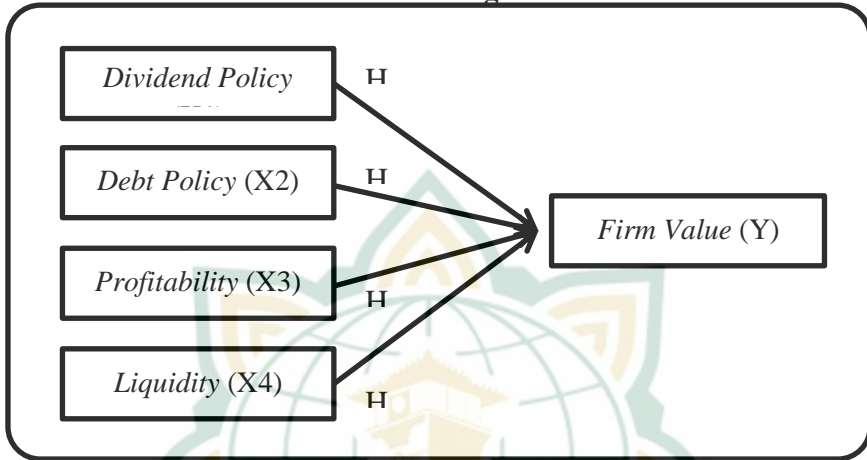 Dividend Policy
H
Debt Policy (X2)
H
Firm Value (Y)
Profitability (X3)
H
Liquidity (X4)
H